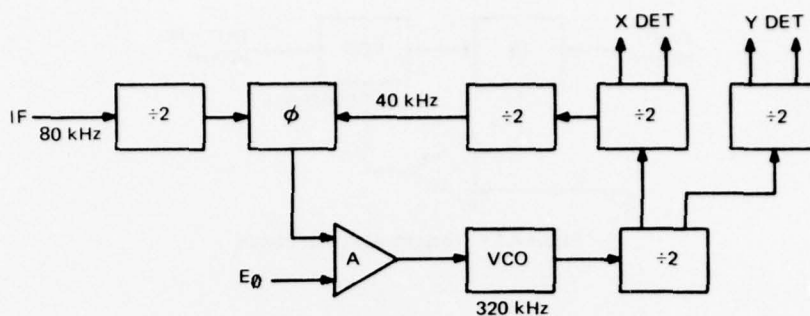 X DET
Y DET
IF
80 kHz
÷2
ϕ
40 kHz
÷2
÷2
÷2
A
E∅
VCO
320 kHz
÷2